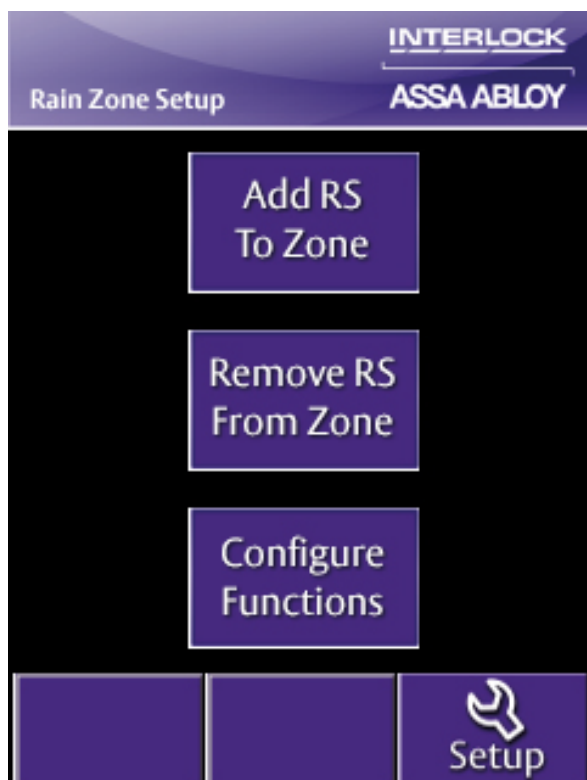 INTERLOCK
Rain Zone Setup
ASSA ABLOY
Add RS
To Zone
Remove RS
From Zone
Configure
Functions
Setup